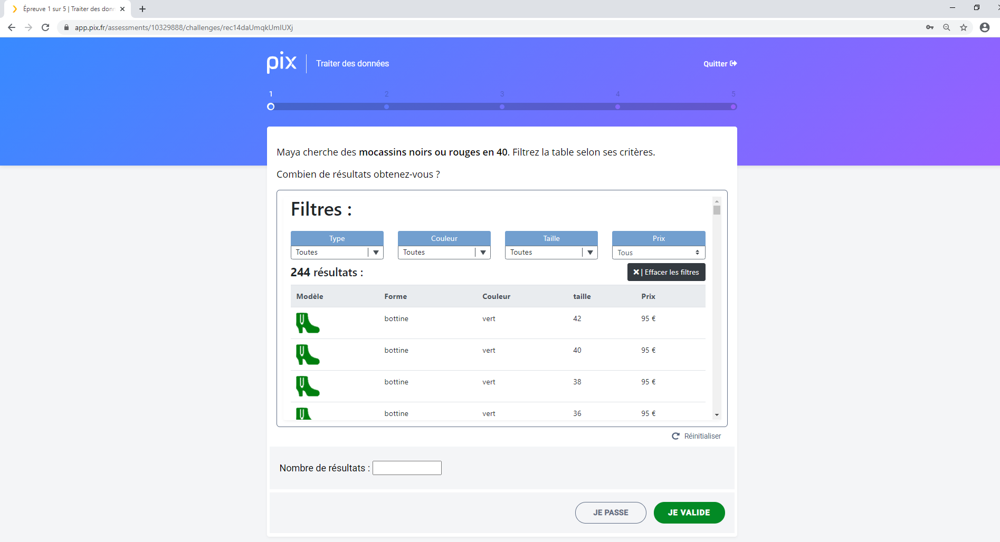 Épreuve 1 sur 5 | Traiter des donn
app.pix.fr/assessments/10329888/challenges/rec14daUmqkUmIUXj
pix
Traiter des données
Quitter
1 2 3 4 5
Maya cherche des mocassins noirs ou rouges en 40. Filtrez la table selon ses critères.
Combien de résultats obtenez-vous ?
Filtres :
Type Couleur Taille Prix
Toutes Toutes Toutes Tous
244 résultats :
| Effacer les filtres
Modèle Forme Couleur taille Prix
bottine vert 42 95 €
bottine vert 40 95 €
bottine vert 38 95 €
bottine vert 36 95 €
Réinitialiser
Nombre de résultats :
JE PASSE JE VALIDE